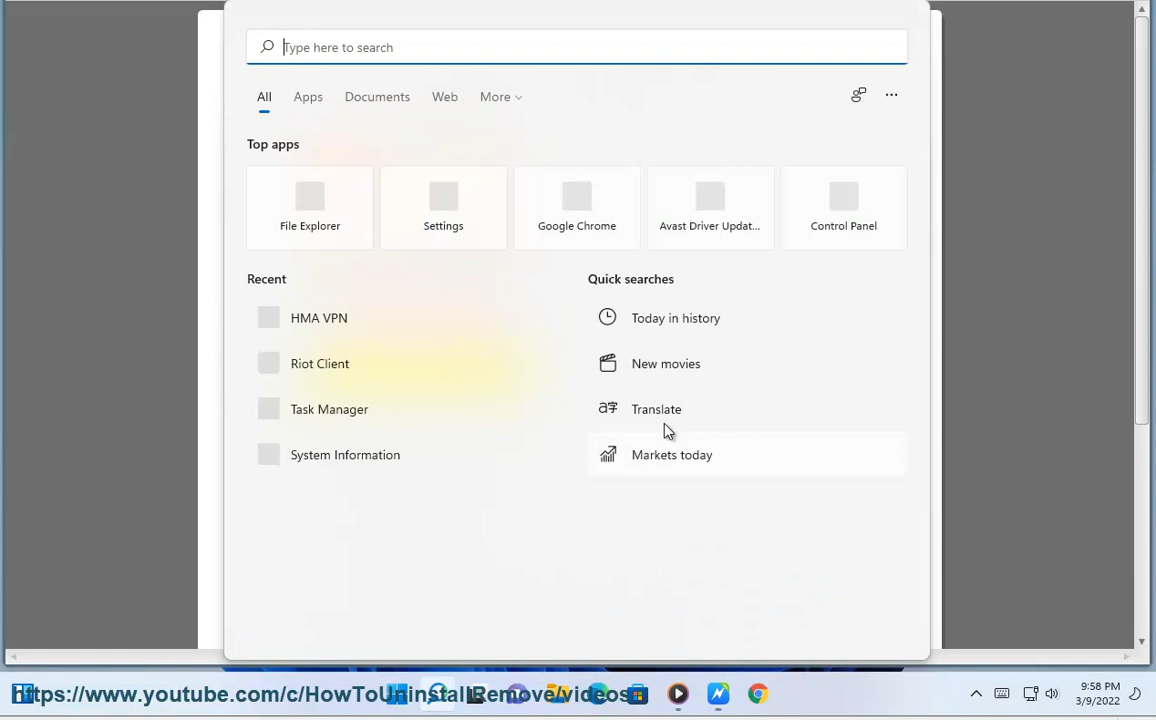 Type here to search
All Apps Documents Web More
Top apps
File Explorer Settings Google Chrome Avast Driver Updat... Control Panel
Recent Quick searches
HMA VPN Today in history
Riot Client New movies
Task Manager Translate
System Information Markets today
https://www.youtube.com/c/HowToUninstallRemove/videos
9:58 PM
3/9/2022